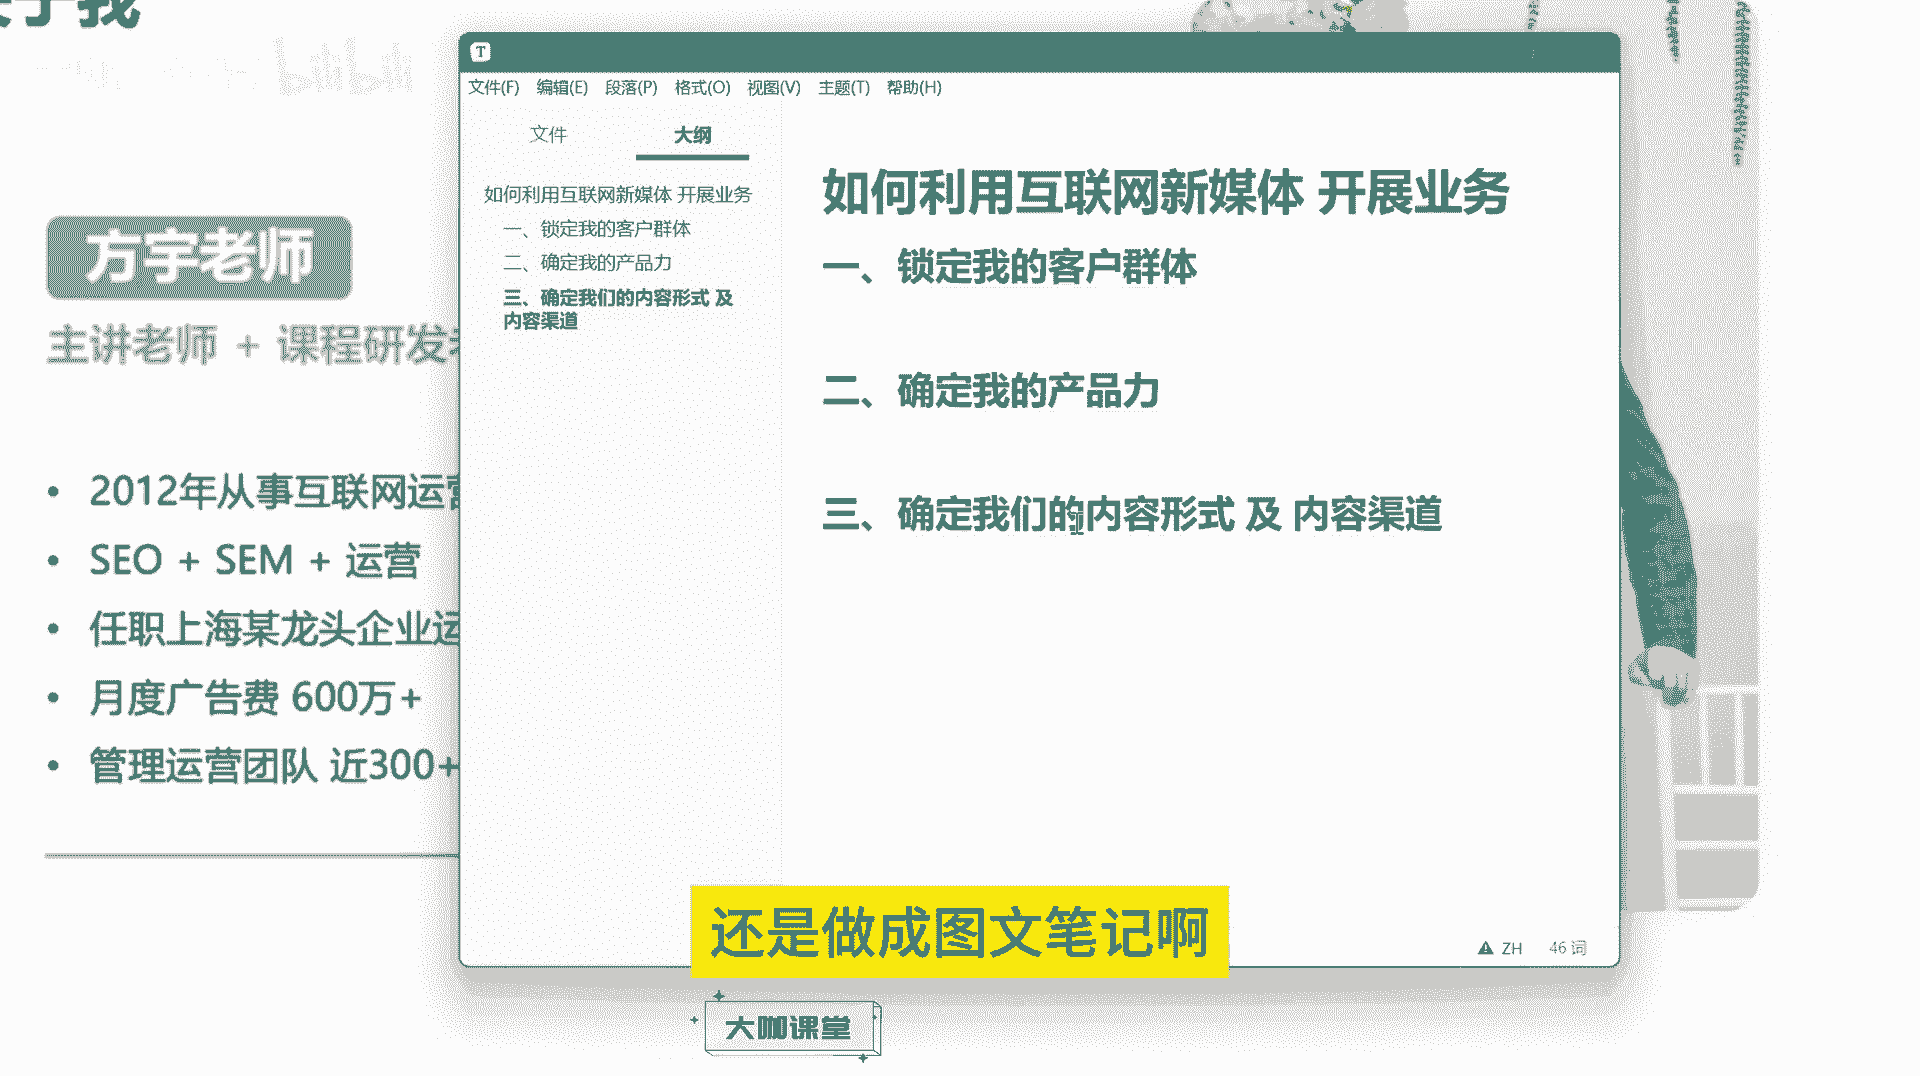 bilibili
方宇老师
主讲老师 + 课程研发
2012年从事互联网运营
SEO + SEM + 运营
任职上海某龙头企业运
月度广告费 600万+
管理运营团队 近300+
T
文件(F) 编辑(E) 段落(P) 格式(O) 视图(V) 主题(T) 帮助(H)
文件 大纲
如何利用互联网新媒体 开展业务
一、锁定我的客户群体
二、确定我的产品力
三、确定我们的内容形式 及
内容渠道
如何利用互联网新媒体 开展业务
一、锁定我的客户群体
二、确定我的产品力
三、确定我们的内容形式 及 内容渠道
ZH 46 词
还是做成图文笔记啊
大咖课堂